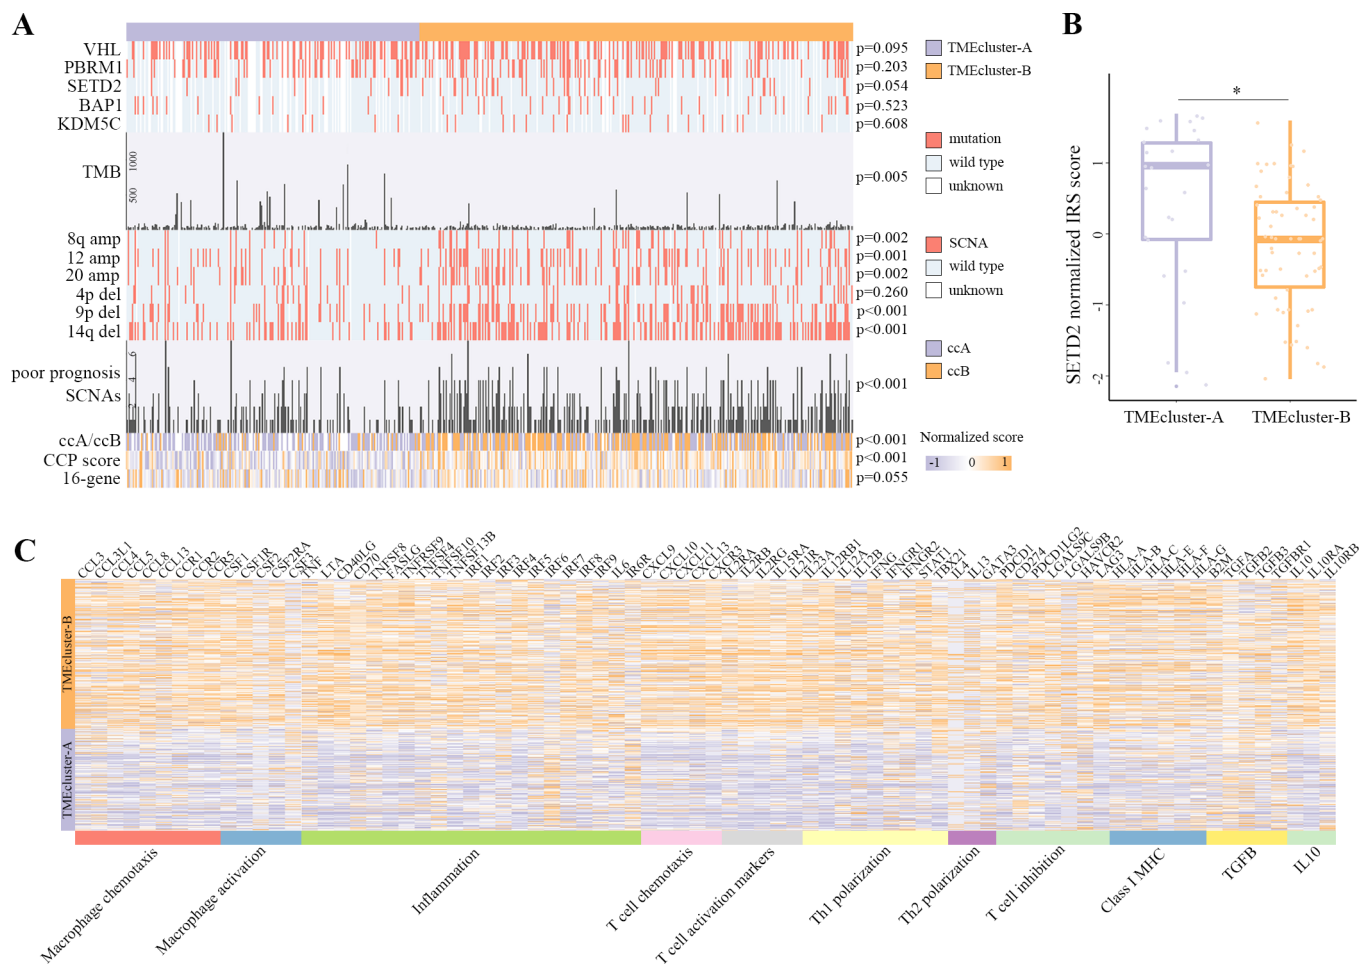 A
VHL
PBRM1
SETD2
BAP1
KDM5C
TMB
1000
500
8q amp
12 amp
20 amp
4p del
9p del
14q del
poor prognosis
SCNAs
6
4
2
ccA/ccB
CCP score
16-gene
p=0.095
p=0.203
p=0.054
p=0.523
p=0.608
p=0.005
p=0.002
p=0.001
p=0.002
p=0.260
p<0.001
p<0.001
p<0.001
p<0.001
p<0.001
p=0.055
TMEcluster-A
TMEcluster-B
mutation
wild type
unknown
SCNA
wild type
unknown
ccA
ccB
Normalized score
-1 0 1
B
SETD2 normalized IRS score
1
0
-1
-2
*
TMEcluster-A
TMEcluster-B
C
CCL3
CCL3L1
CCL4
CCL5
CCL8
CCL13
CCR1
CCR2
CCR5
CSF1
CSF1R
CSF2
CSF2RA
CSF3
TNF
LTA
CD40LG
CD70
TNFSF8
FASLG
TNFRSF9
TNFSF4
TNFSF10
TNFSF13B
IRF1
IRF2
IRF3
IRF4
IRF5
IRF6
IRF7
IRF8
IRF9
IL6
IL6R
CXCL9
CXCL10
CXCL11
CXCL13
CXCR3
IL2RA
IL2RB
IL2RG
IL15RA
IL7R
IL12RB1
IL12A
IL12B
IFNG
IFNGR1
IFNGR2
STAT1
TBX21
IL4
IL13
GATA3
PDCD1
CD274
PDCD1LG2
LGALS9C
LGALS9B
HAVCR2
LAG3
HLA-A
HLA-B
HLA-C
HLA-E
HLA-F
HLA-G
B2M
TGFA
TGFB2
TGFB3
TGFBR1
IL10
IL10RA
IL10RB
TMEcluster-B
TMEcluster-A
Macrophage chemotaxis
Macrophage activation
Inflammation
T cell chemotaxis
T cell activation markers
Th1 polarization
Th2 polarization
T cell inhibition
Class I MHC
TGFB
IL10